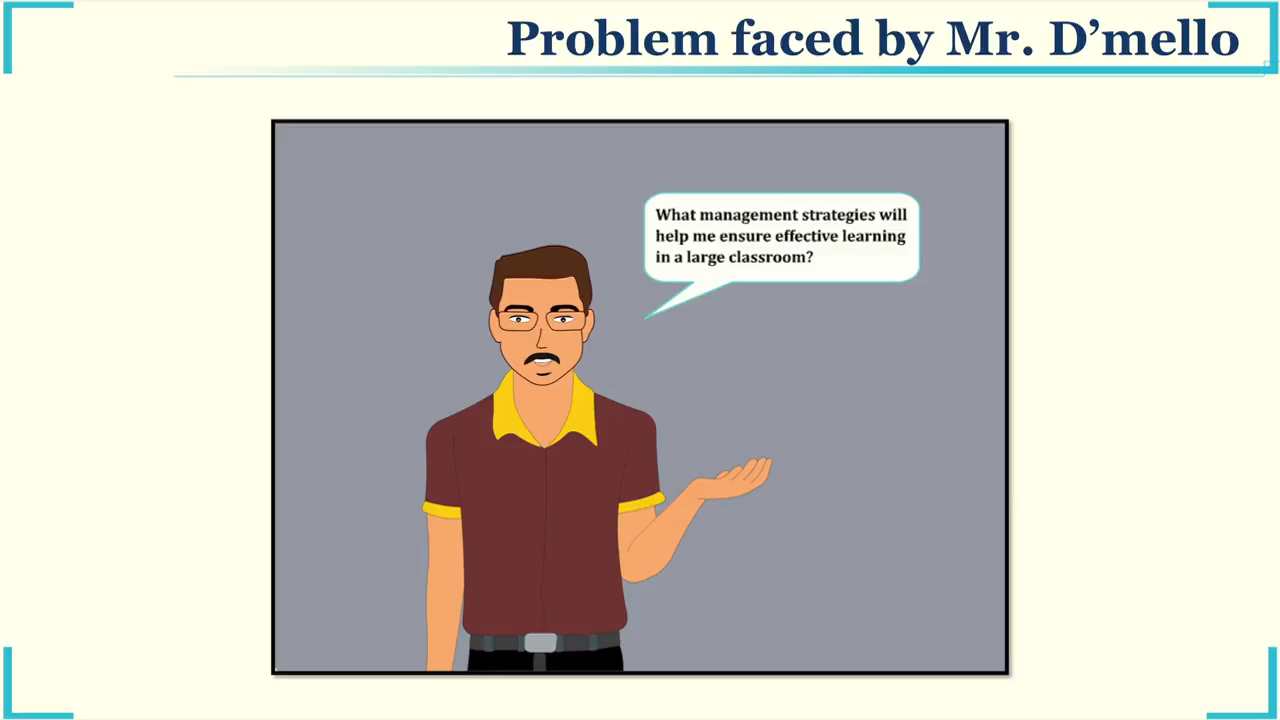 Problem faced by Mr. D’mello
What management strategies will
help me ensure effective learning
in a large classroom?